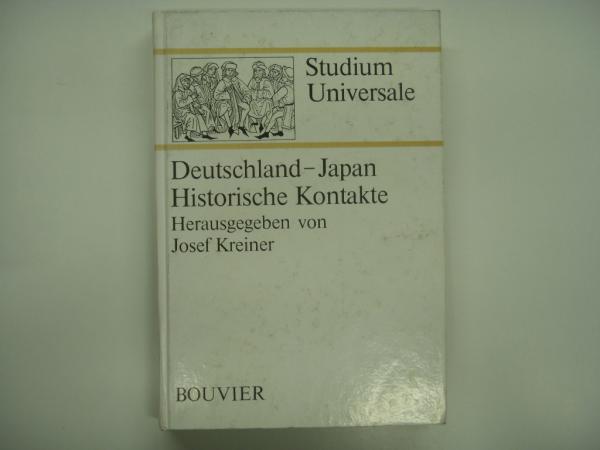 Studium
Universale
Deutschland-Japan
Historische Kontakte
Herausgegeben von
Josef Kreiner
BOUVIER